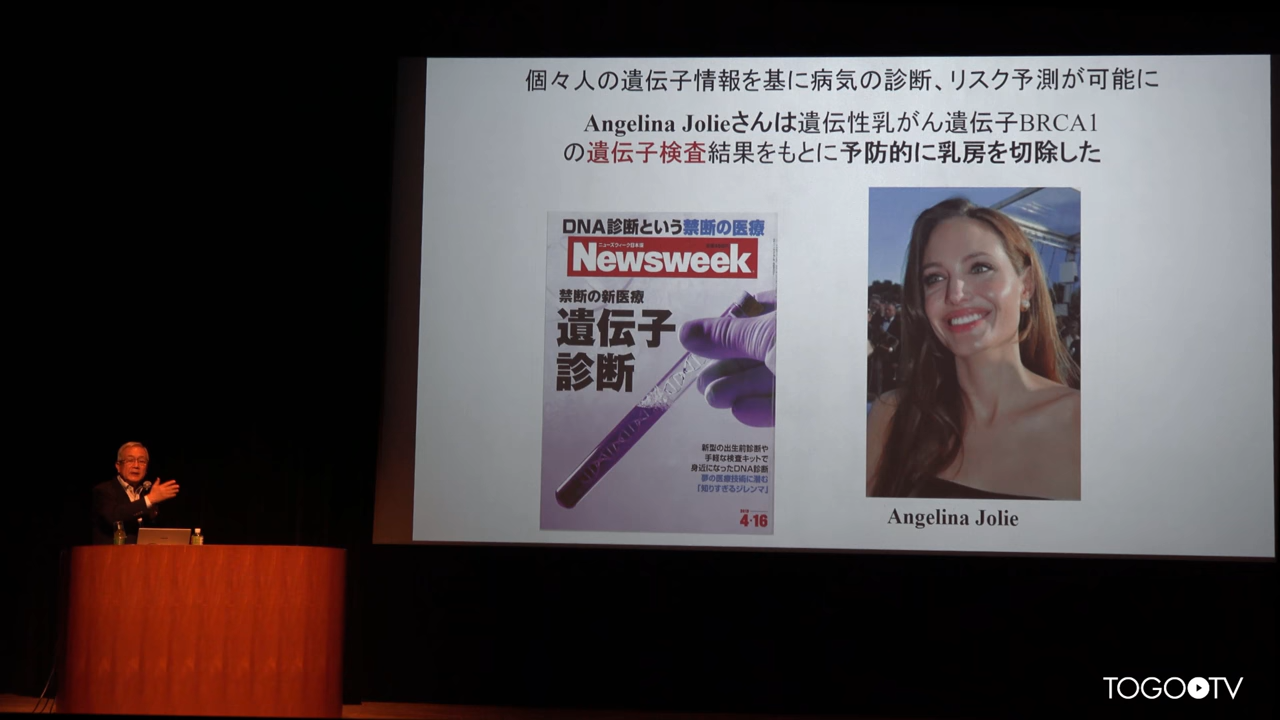 個々人の遺伝子情報を基に病気の診断、リスク予測が可能に
Angelina Jolieさんは遺伝性乳がん遺伝子BRCA1
の遺伝子検査結果をもとに予防的に乳房を切除した
DNA診断という禁断の医療
ニューズウィーク日本版
Newsweek
禁断の新医療
遺伝子
診断
新型の出生前診断や
手軽な検査キットで
身近になったDNA診断
夢の医療技術に潜む
「知りすぎるジレンマ」
4·16
Angelina Jolie
TOGO TV